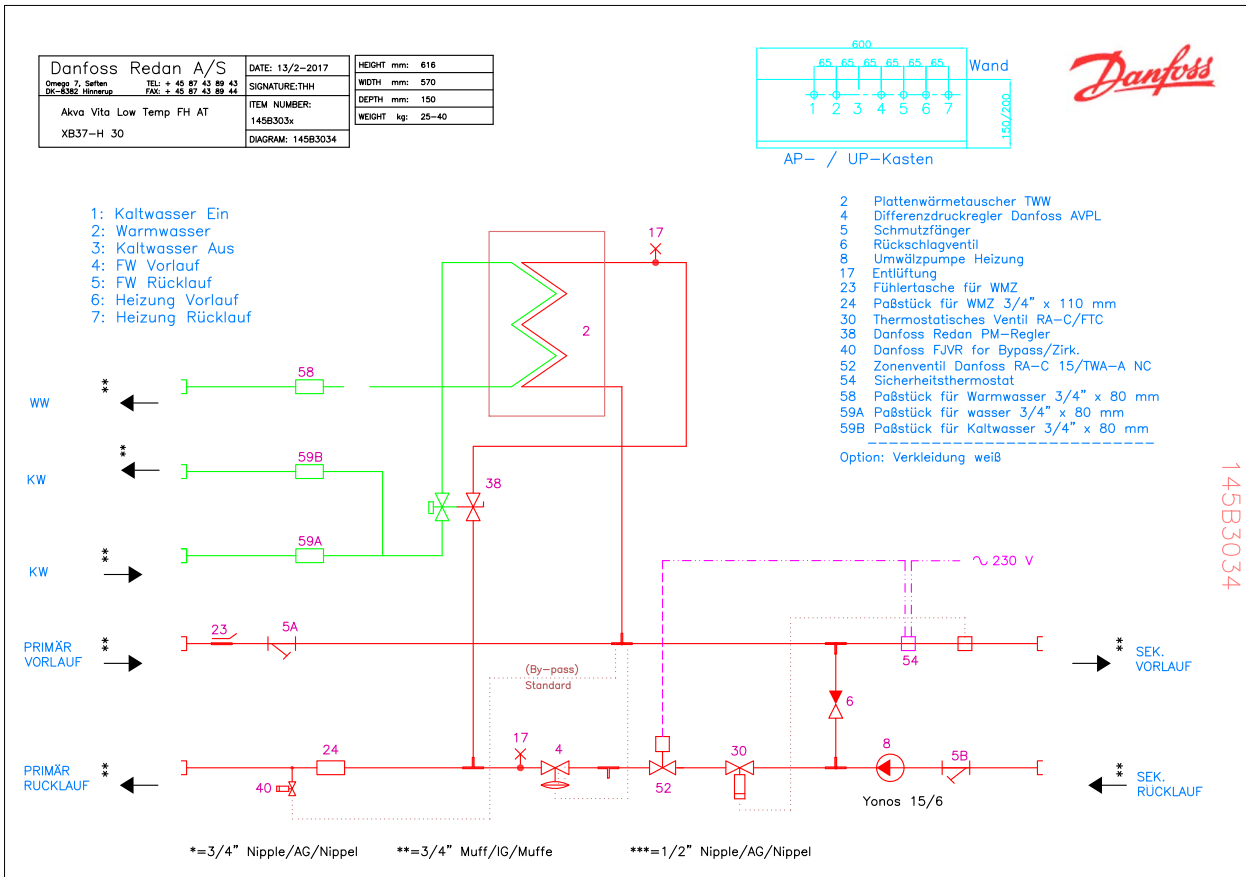 Danfoss Redan A/S
Omega 7, Søften TEL: + 45 87 43 89 43
DK-8382 Hinnerup FAX: + 45 87 43 89 44
Akva Vita Low Temp FH AT
XB37-H 30
DATE: 13/2-2017
SIGNATURE:THH
ITEM NUMBER:
145B303x
DIAGRAM: 145B3034
HEIGHT mm: 616
WIDTH mm: 570
DEPTH mm: 150
WEIGHT kg: 25-40
600
65 65 65 65 65 65
Wand
1 2 3 4 5 6 7
150/200
AP- / UP-Kasten
Danfoss
1: Kaltwasser Ein
2: Warmwasser
3: Kaltwasser Aus
4: FW Vorlauf
5: FW Rücklauf
6: Heizung Vorlauf
7: Heizung Rücklauf
2 Plattenwärmetauscher TWW
4 Differenzdruckregler Danfoss AVPL
5 Schmutzfänger
6 Rückschlagventil
8 Umwälzpumpe Heizung
17 Entlüftung
23 Fühlertasche für WMZ
24 Paßstück für WMZ 3/4" x 110 mm
30 Thermostatisches Ventil RA-C/FTC
38 Danfoss Redan PM-Regler
40 Danfoss FJVR for Bypass/Zirk.
52 Zonenventil Danfoss RA-C 15/TWA-A NC
54 Sicherheitsthermostat
58 Paßstück für Warmwasser 3/4" x 80 mm
59A Paßstück für wasser 3/4" x 80 mm
59B Paßstück für Kaltwasser 3/4" x 80 mm
Option: Verkleidung weiß
145B3034
17
2
58
**
WW
59B
**
KW
38
59A
**
KW
~ 230 V
23
5A
**
PRIMÄR
VORLAUF
(By-pass)
Standard
54
**
SEK.
VORLAUF
6
24
17
4
52
30
8
5B
40
**
PRIMÄR
RUCKLAUF
Yonos 15/6
**
SEK.
RÜCKLAUF
*=3/4" Nipple/AG/Nippel **=3/4" Muff/IG/Muffe ***=1/2" Nipple/AG/Nippel